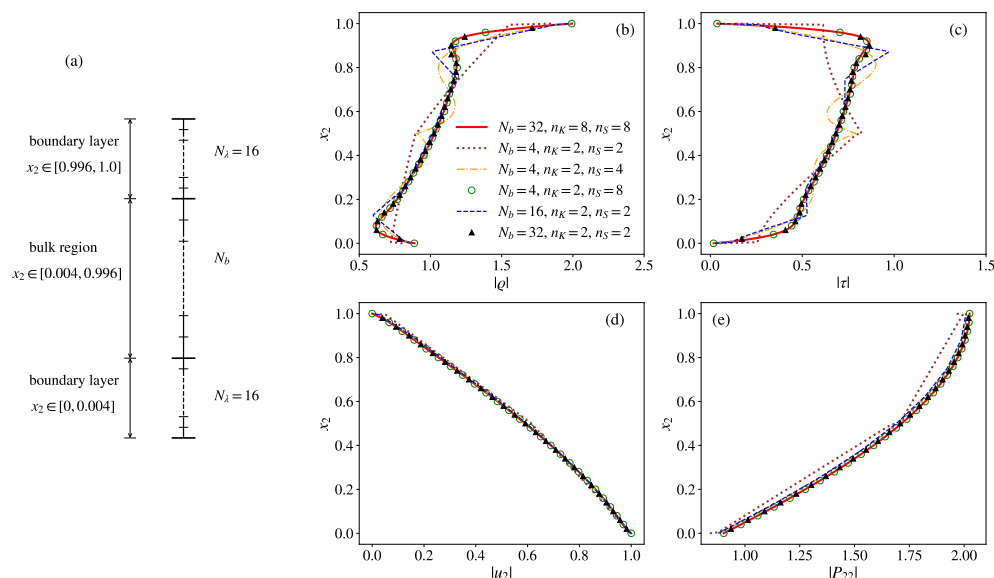 (a)
boundary layer
x₂∈[0.996, 1.0]
N_λ = 16
bulk region
x₂∈[0.004, 0.996]
N_b
boundary layer
x₂∈[0, 0.004]
N_λ = 16
(b)
x₂
1.0
0.8
0.6
0.4
0.2
0.0
0.5
1.0
1.5
2.0
2.5
|ϱ|
N_b = 32, n_K = 8, n_S = 8
N_b = 4, n_K = 2, n_S = 2
N_b = 4, n_K = 2, n_S = 4
N_b = 4, n_K = 2, n_S = 8
N_b = 16, n_K = 2, n_S = 2
N_b = 32, n_K = 2, n_S = 2
(c)
x₂
1.0
0.8
0.6
0.4
0.2
0.0
0.0
0.5
1.0
1.5
|τ|
(d)
x₂
1.0
0.8
0.6
0.4
0.2
0.0
0.0
0.2
0.4
0.6
0.8
1.0
|u₂|
(e)
x₂
1.0
0.8
0.6
0.4
0.2
0.0
1.00
1.25
1.50
1.75
2.00
|P₂₂|